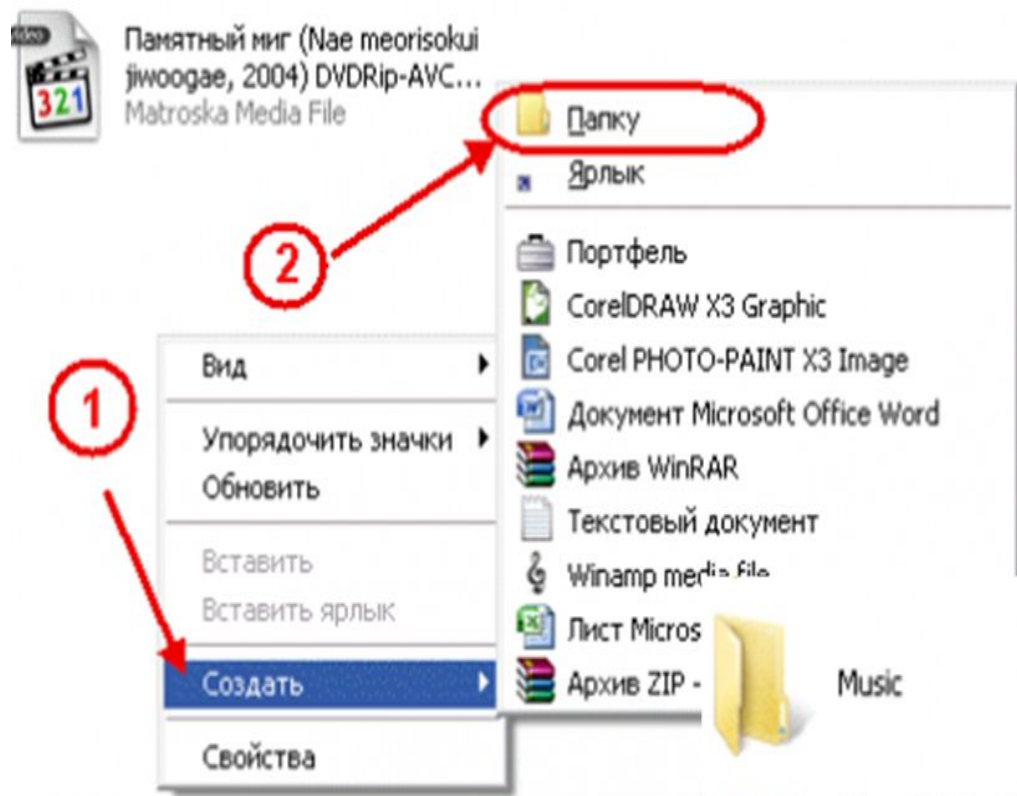 Памятный миг (Nae meorisokui
jiwoogae, 2004) DVDRip-AVC...
Matroska Media File
321
Папку
Ярлык
2
Портфель
CorelDRAW X3 Graphic
Corel PHOTO-PAINT X3 Image
Документ Microsoft Office Word
Архив WinRAR
Текстовый документ
Winamp media file
Лист Micros
Архив ZIP -
Music
1
Вид
Упорядочить значки
Обновить
Вставить
Вставить ярлык
Создать
Свойства